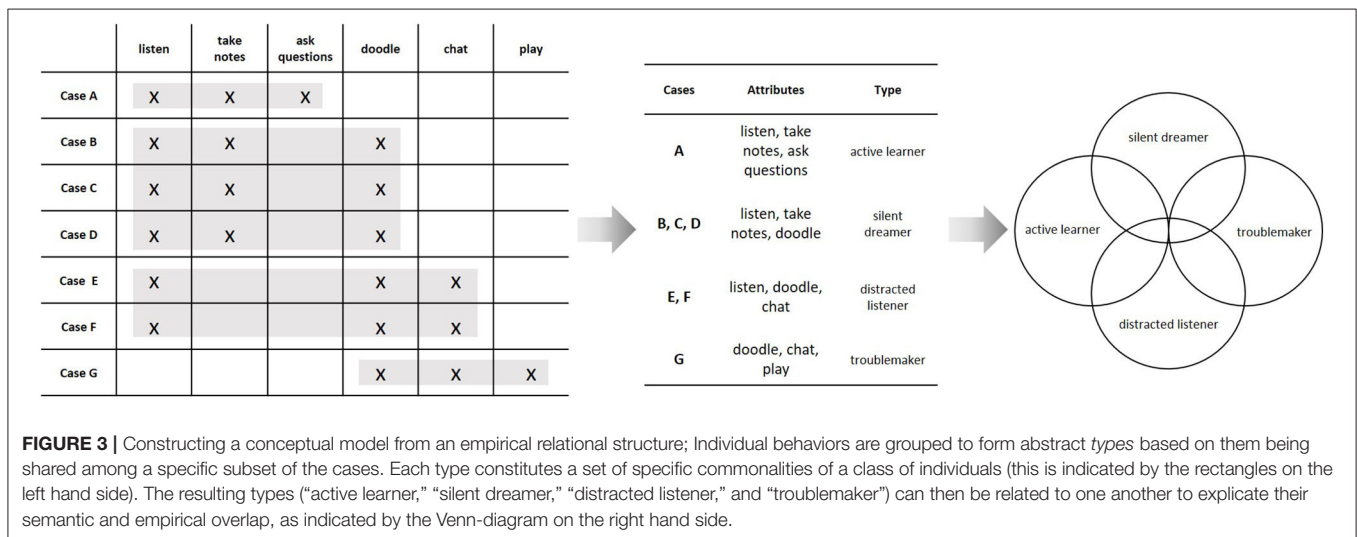 listen take notes ask questions doodle chat play
Case A X X X
Case B X X X
Case C X X X
Case D X X X
Case E X X X
Case F X X X
Case G X X X
Cases Attributes Type
A listen, take notes, ask questions active learner
B, C, D listen, take notes, doodle silent dreamer
E, F listen, doodle, chat distracted listener
G doodle, chat, play troublemaker
silent dreamer
active learner troublemaker
distracted listener
FIGURE 3 | Constructing a conceptual model from an empirical relational structure; Individual behaviors are grouped to form abstract types based on them being
shared among a specific subset of the cases. Each type constitutes a set of specific commonalities of a class of individuals (this is indicated by the rectangles on the
left hand side). The resulting types (“active learner,” “silent dreamer,” “distracted listener,” and “troublemaker”) can then be related to one another to explicate their
semantic and empirical overlap, as indicated by the Venn-diagram on the right hand side.